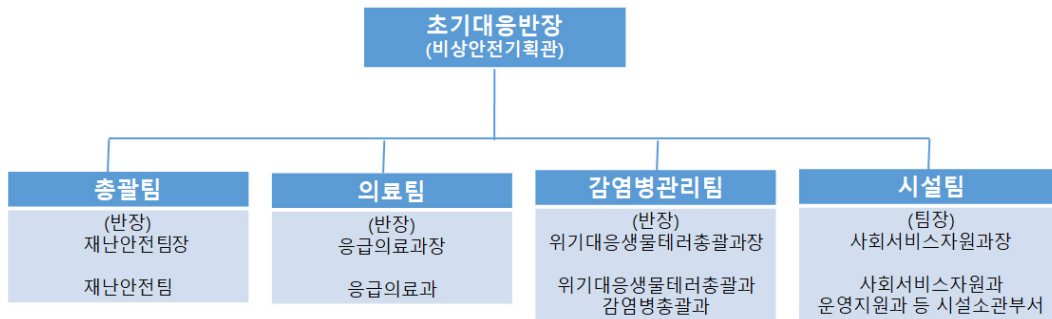 초기대응반장
(비상안전기획관)
총괄팀
(반장)
재난안전팀장
재난안전팀
의료팀
(반장)
응급의료과장
응급의료과
감염병관리팀
(반장)
위기대응생물테러총괄과장
위기대응생물테러총괄과
감염병총괄과
시설팀
(팀장)
사회서비스자원과장
사회서비스자원과
운영지원과 등 시설소관부서